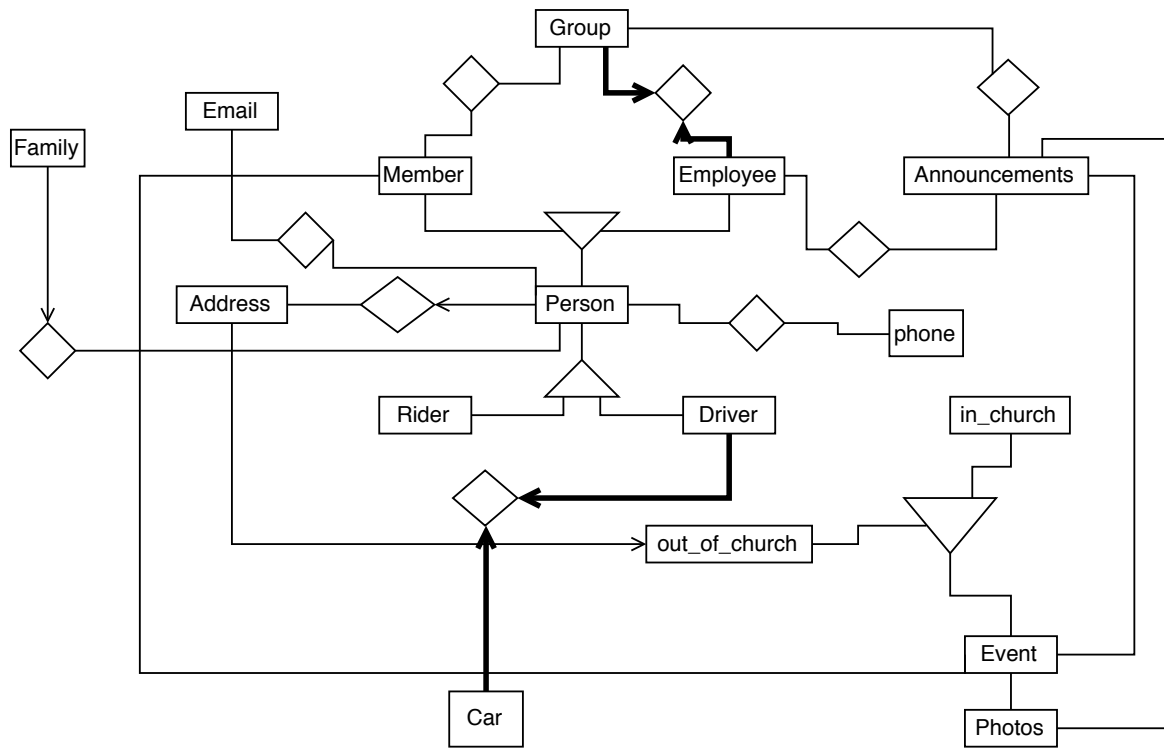 Group
Email
Family
Member
Employee
Announcements
Address
Person
phone
Rider
Driver
in_church
out_of_church
Event
Car
Photos